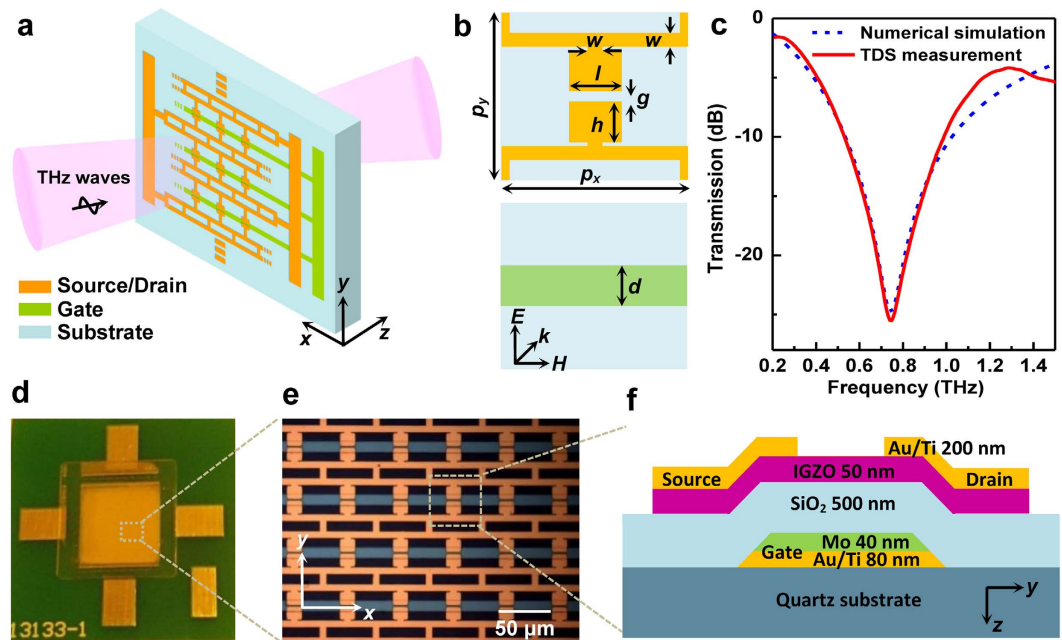 a
THz waves
Source/Drain
Gate
Substrate
y
x
z
b
w
w
l
g
h
p_y
p_x
d
E
k
H
c
0
-10
-20
Transmission (dB)
Numerical simulation
TDS measurement
0.2
0.4
0.6
0.8
1.0
1.2
1.4
Frequency (THz)
d
13133-1
e
y
x
50 μm
f
Au/Ti 200 nm
Source
IGZO 50 nm
Drain
SiO₂ 500 nm
Mo 40 nm
Gate
Au/Ti 80 nm
Quartz substrate
y
z